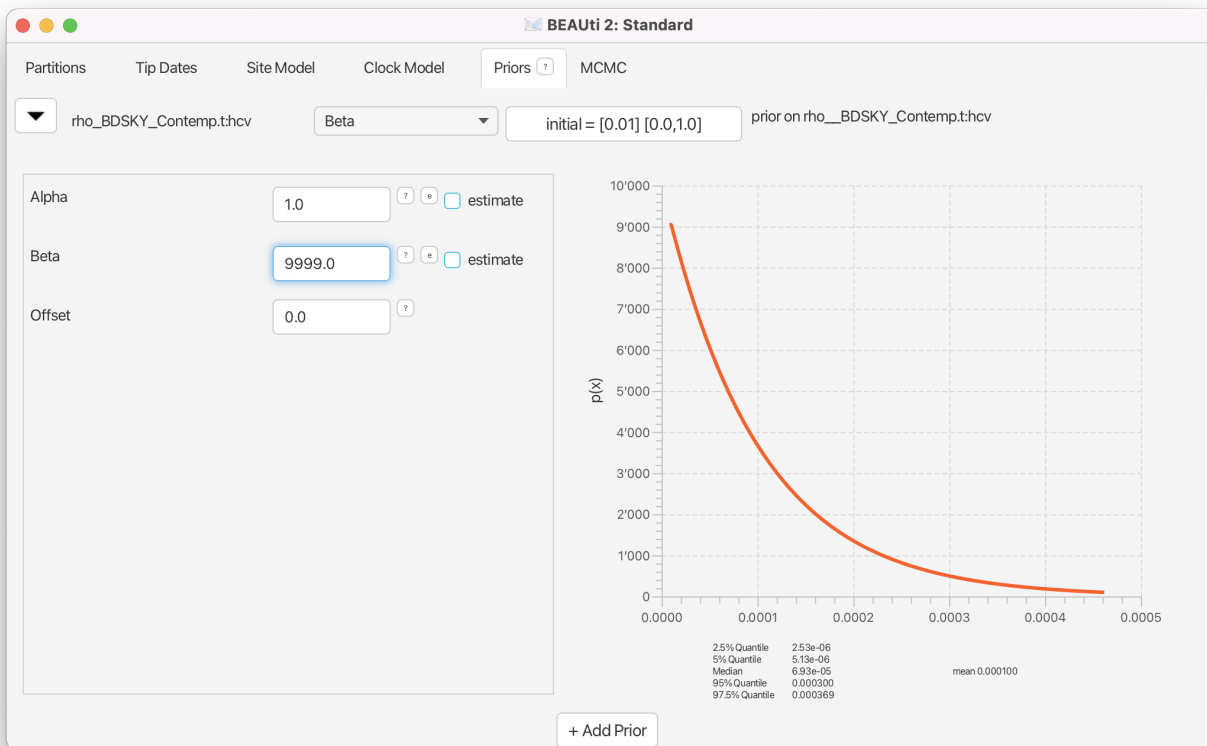 BEAUti 2: Standard
Partitions Tip Dates Site Model Clock Model Priors ? MCMC
rho_BDSKY_Contemp.t:hcv Beta initial = [0.01] [0.0,1.0] prior on rho__BDSKY_Contemp.t:hcv
Alpha 1.0 ? e estimate
Beta 9999.0 ? e estimate
Offset 0.0 ?
10'000
9'000
8'000
7'000
6'000
5'000
4'000
3'000
2'000
1'000
0
p(x)
0.0000 0.0001 0.0002 0.0003 0.0004 0.0005
2.5% Quantile 2.53e-06
5% Quantile 5.13e-06
Median 6.93e-05 mean 0.000100
95% Quantile 0.000300
97.5% Quantile 0.000369
+ Add Prior